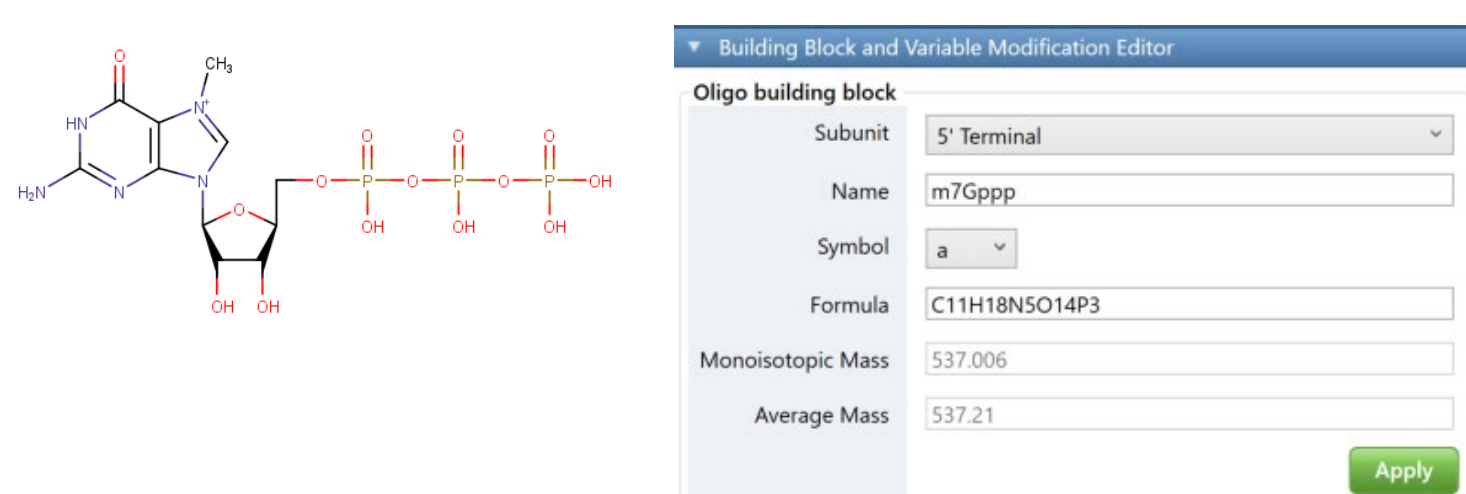 O
CH₃
HN
N⁺
H₂N
N
N
O
O
O
O
P
O
P
O
P
OH
O
OH
OH
OH
OH
OH
▼ Building Block and Variable Modification Editor
Oligo building block
Subunit 5' Terminal
Name m7Gppp
Symbol a
Formula C11H18N5O14P3
Monoisotopic Mass 537.006
Average Mass 537.21
Apply